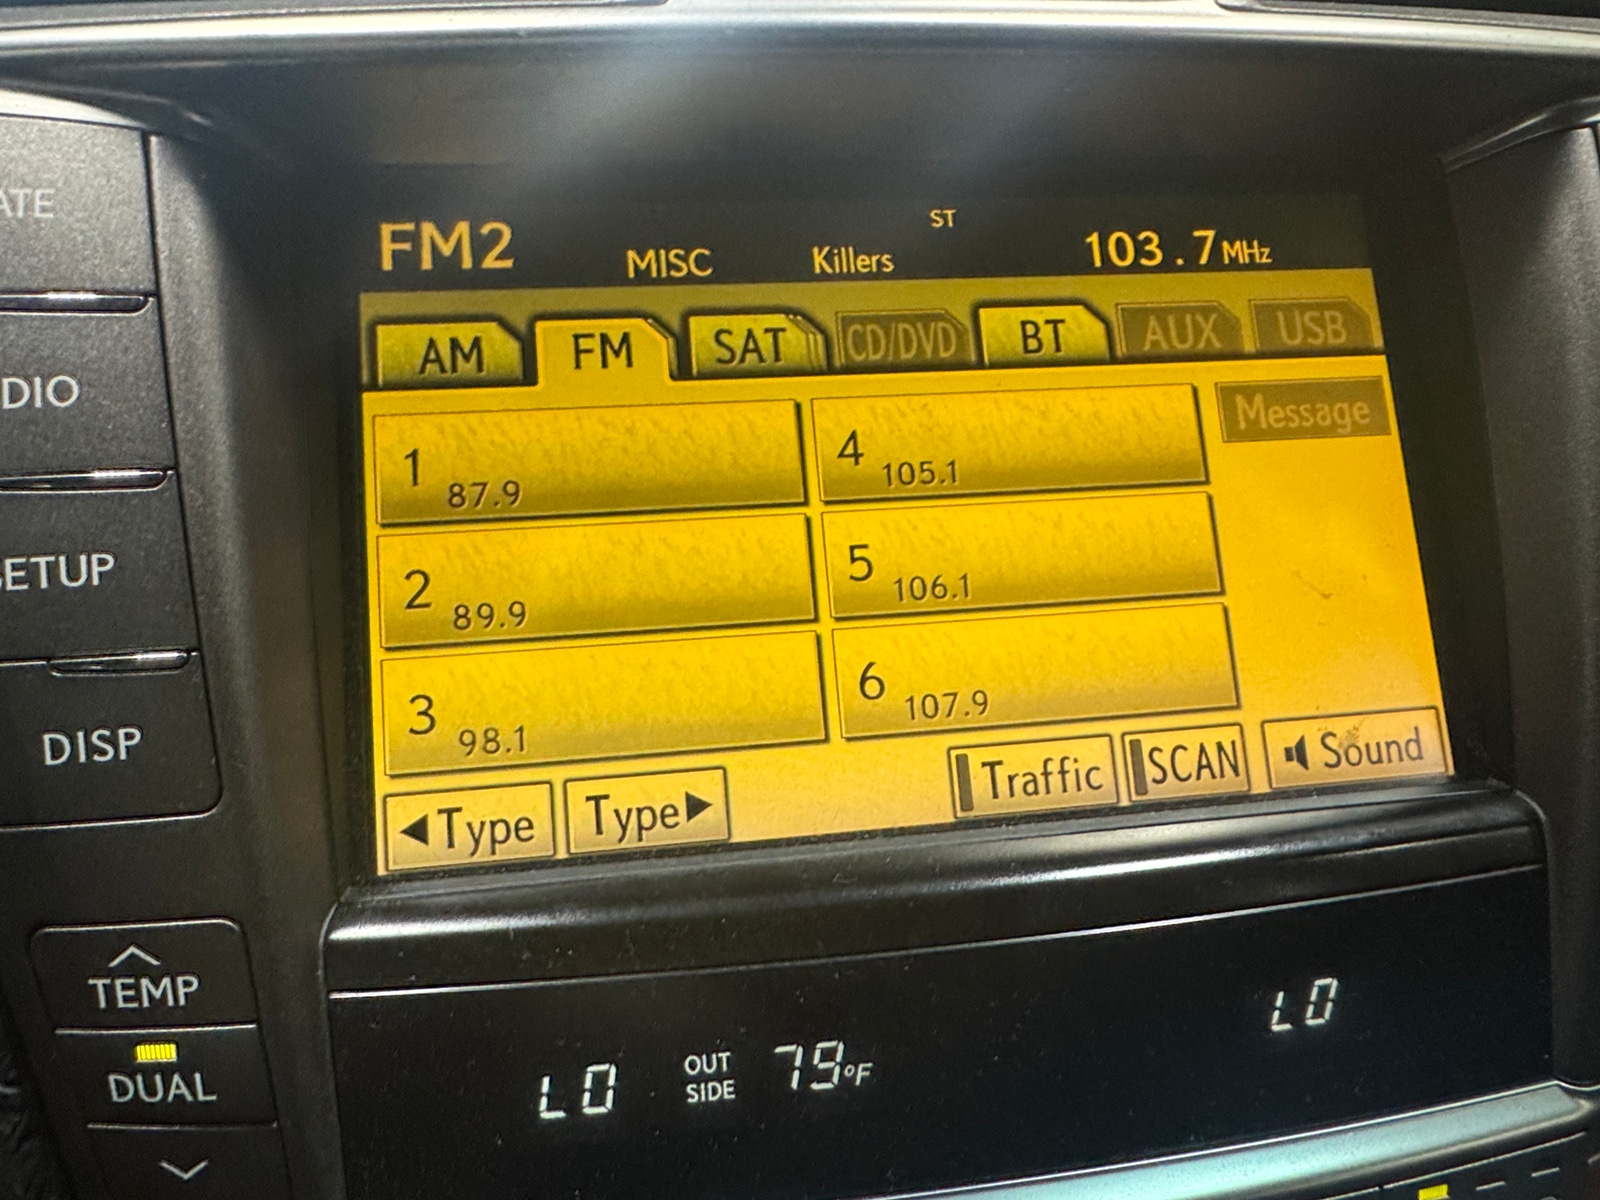 ATE
DIO
SETUP
DISP
FM2 MISC Killers ST 103.7MHz
AM FM SAT CD/DVD BT AUX USB
1 87.9 4 105.1 Message
2 89.9 5 106.1
3 98.1 6 107.9
◀Type Type▶ Traffic SCAN Sound
TEMP
DUAL
LO OUT SIDE 79°F LO